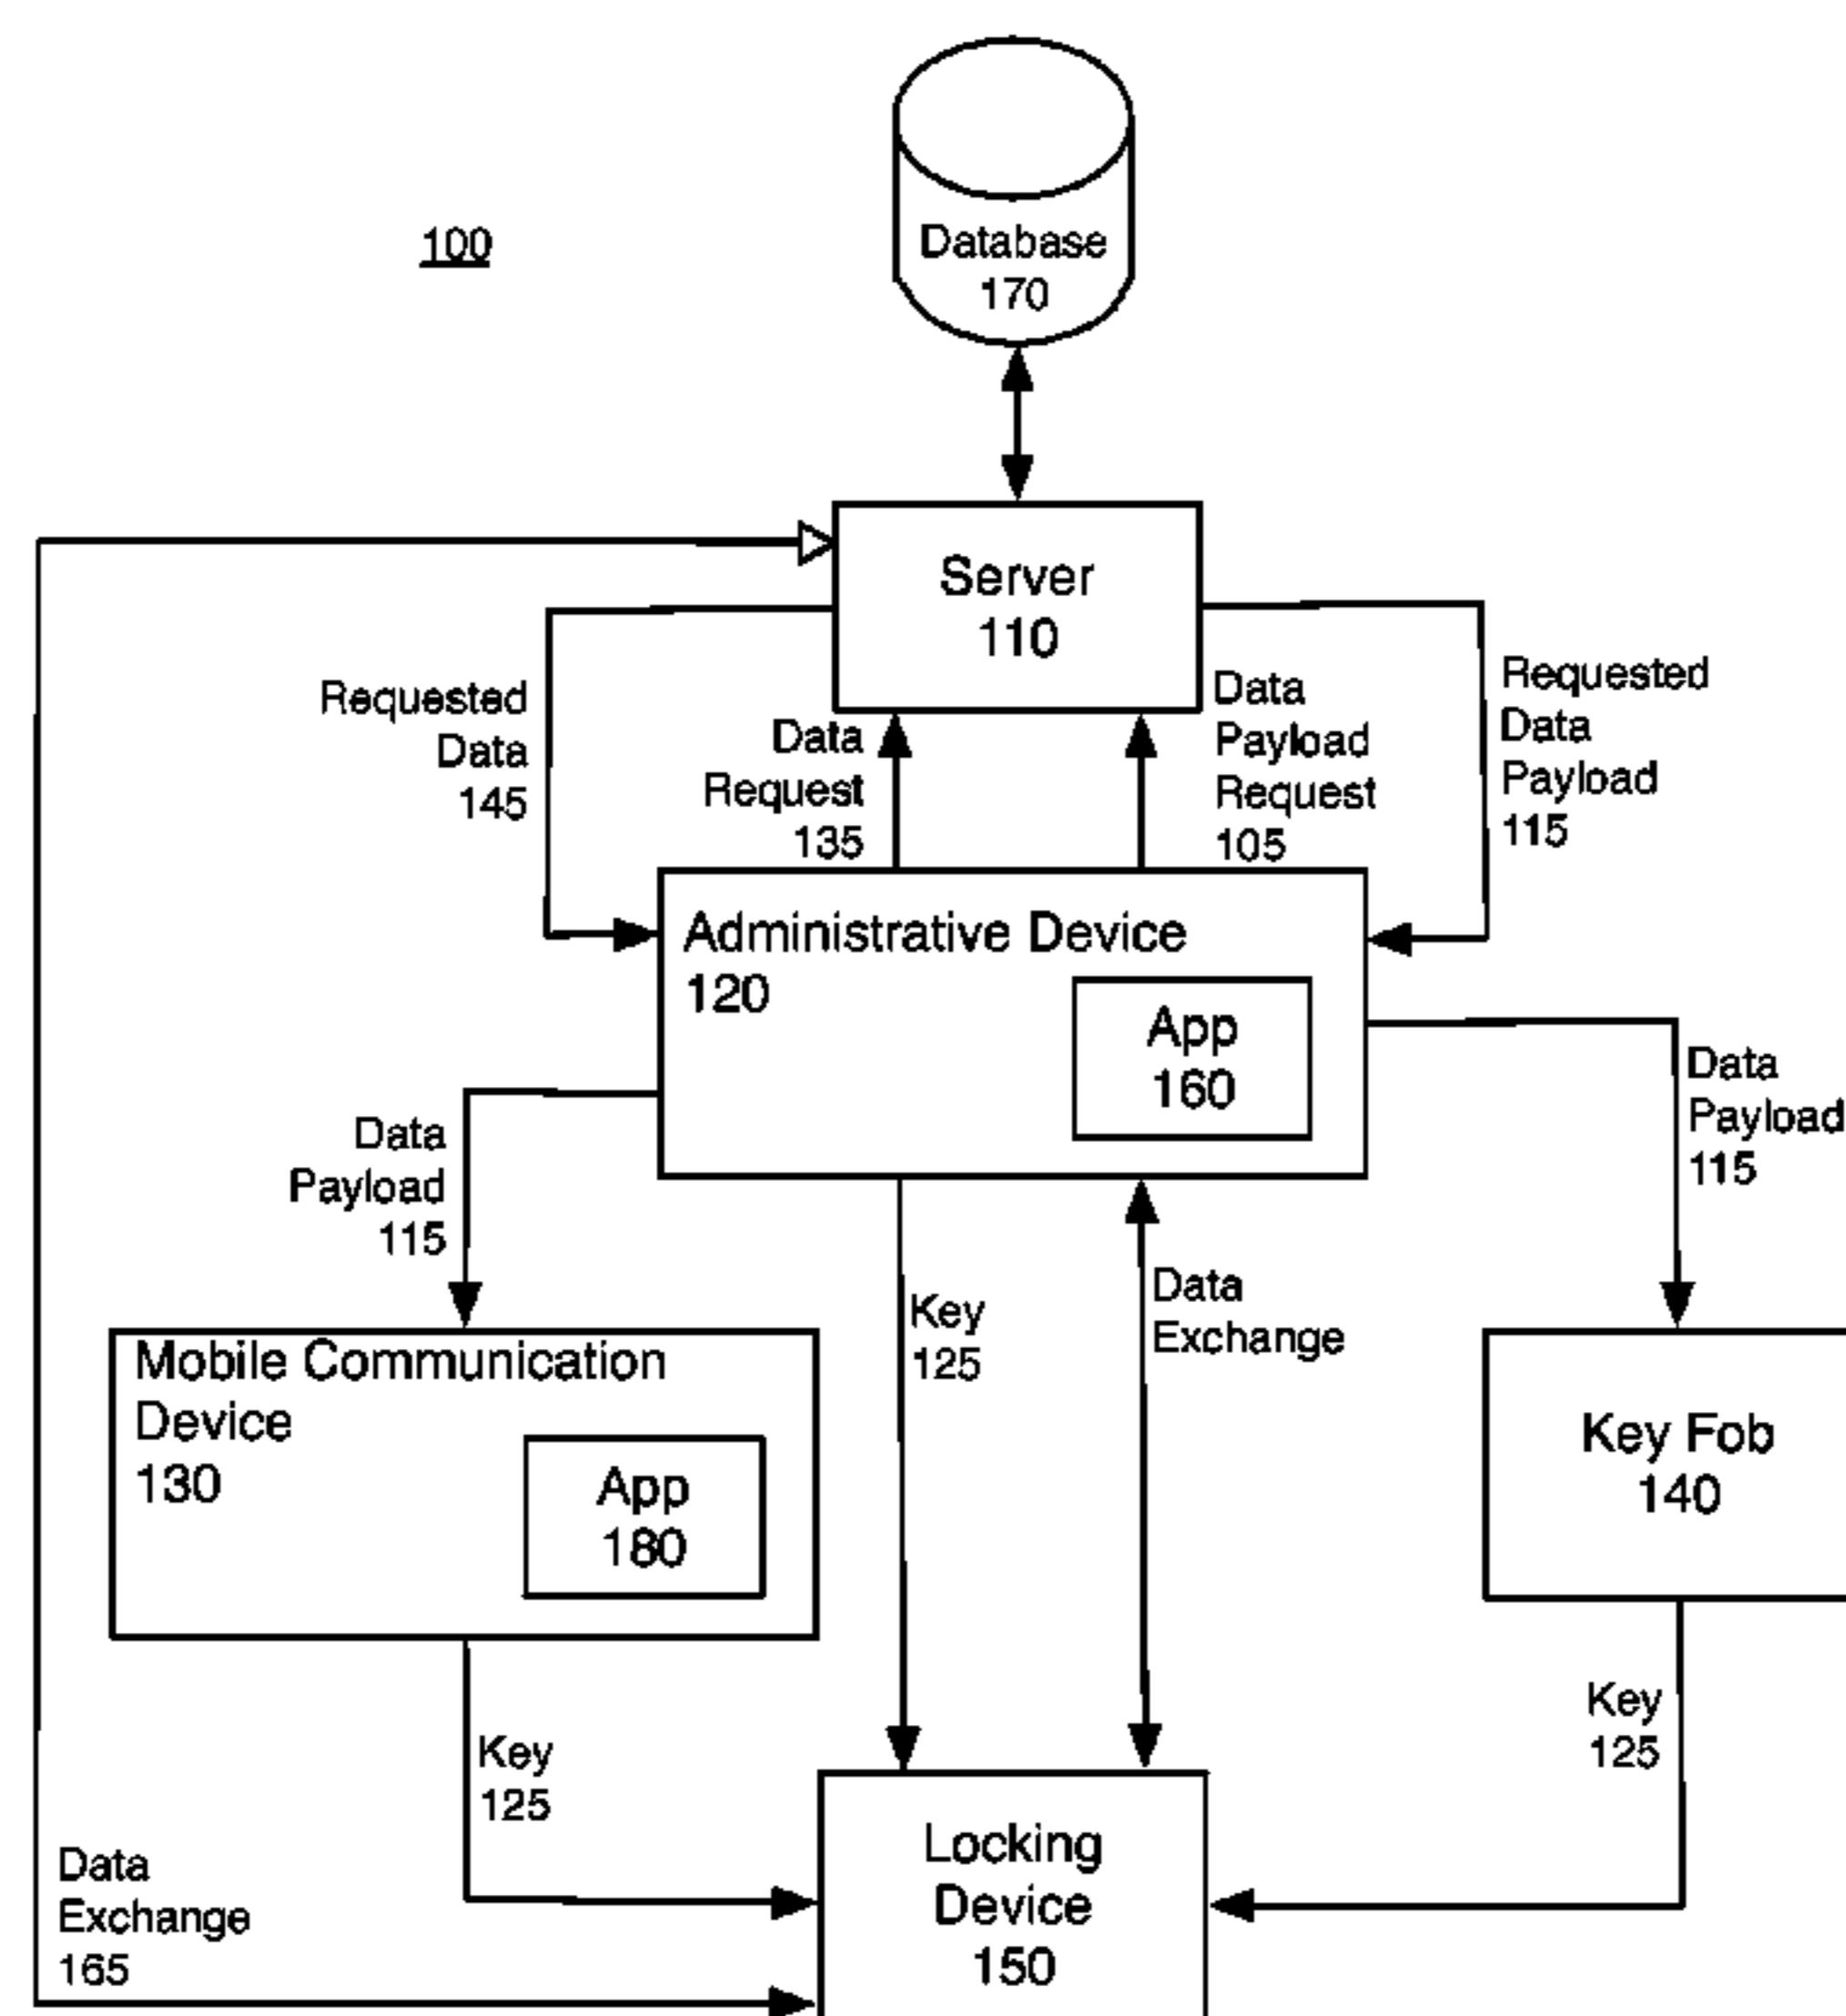 100
Database
170
Server
110
Requested
Data
145
Data
Request
135
Data
Payload
Request
105
Requested
Data
Payload
115
Administrative Device
120
App
160
Data
Payload
115
Data
Payload
115
Key
125
Data
Exchange
Mobile Communication
Device
130
App
180
Key Fob
140
Key
125
Key
125
Locking
Device
150
Data
Exchange
165